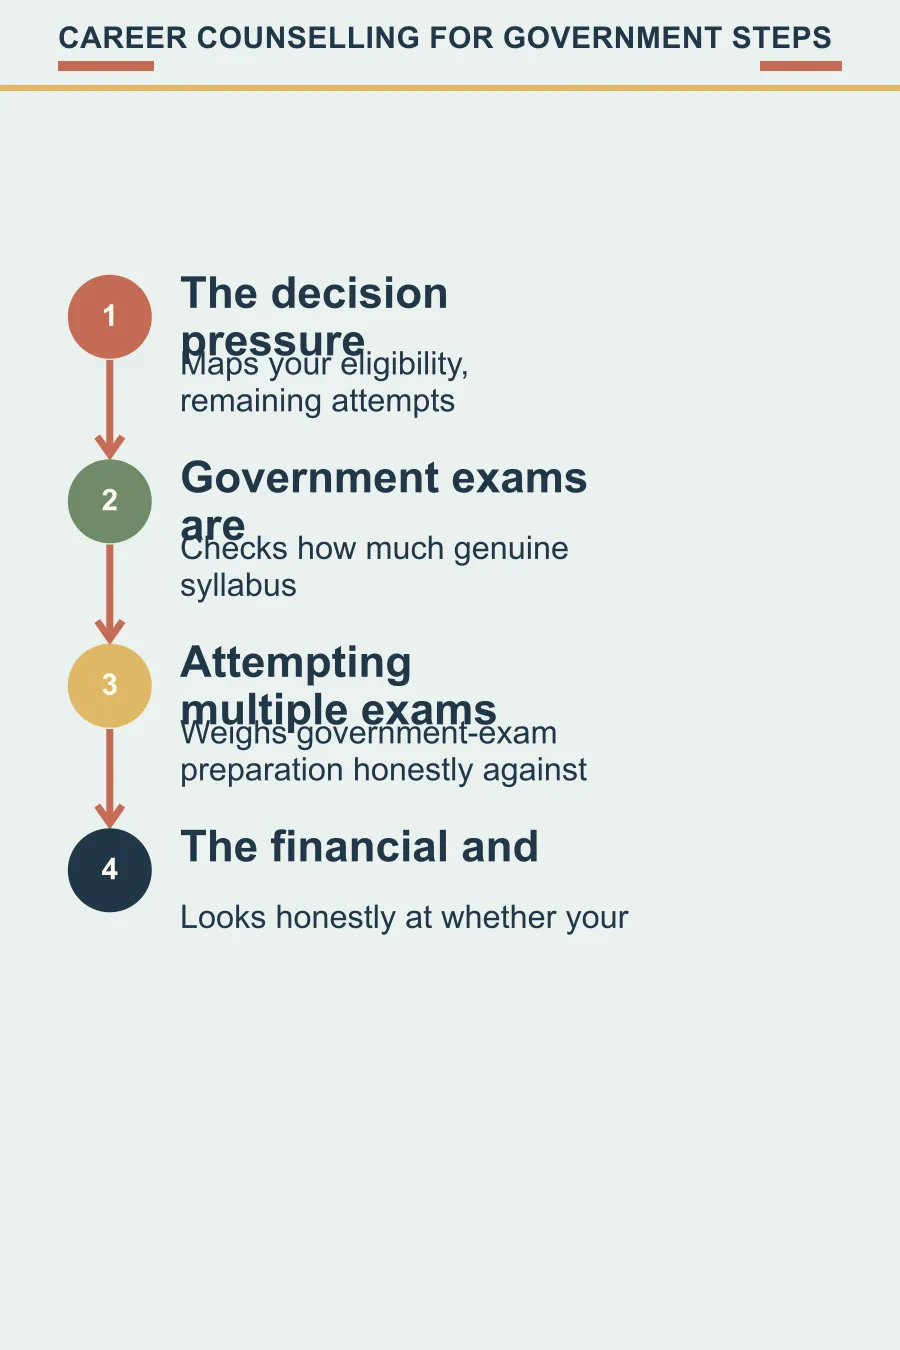 CAREER COUNSELLING FOR GOVERNMENT STEPS
1
The decision
pressure
Maps your eligibility,
remaining attempts
2
Government exams
are
Checks how much genuine
syllabus
3
Attempting
multiple exams
Weighs government-exam
preparation honestly against
4
The financial and
Looks honestly at whether your